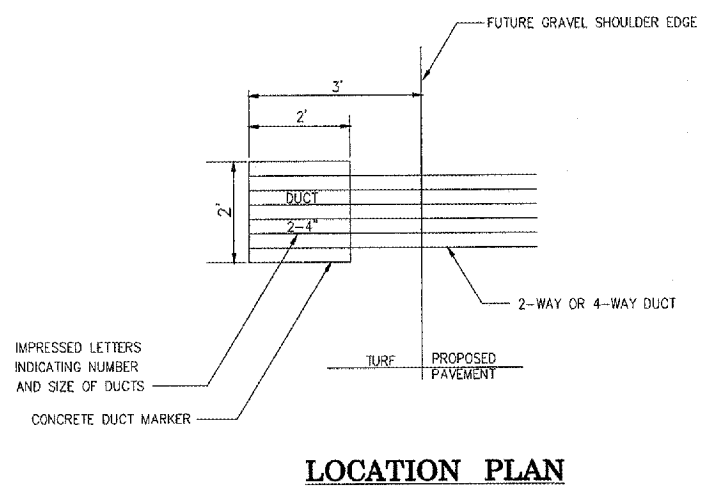 FUTURE GRAVEL SHOULDER EDGE
3'
2'
2'
DUCT
2-4"
2-WAY OR 4-WAY DUCT
IMPRESSED LETTERS
INDICATING NUMBER
AND SIZE OF DUCTS
TURF PROPOSED
PAVEMENT
CONCRETE DUCT MARKER
LOCATION PLAN